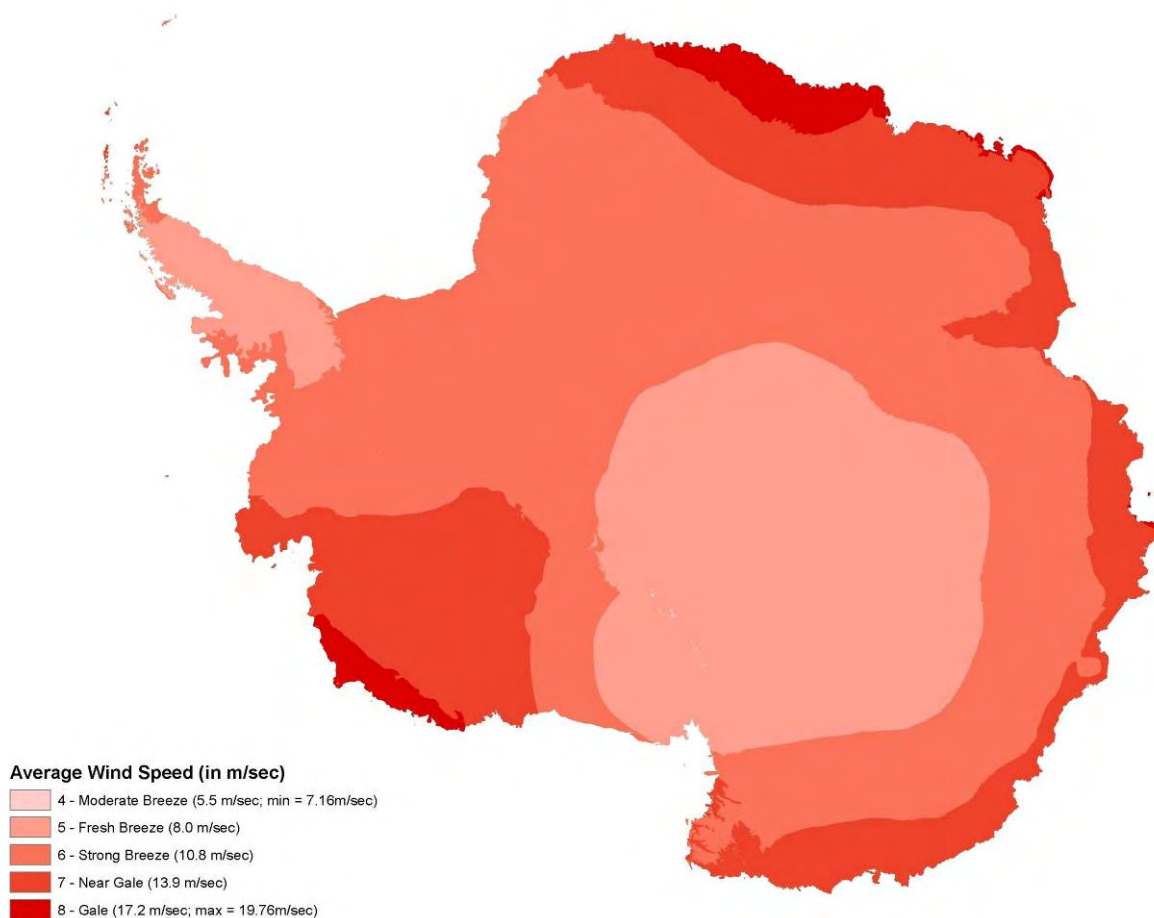 Average Wind Speed (in m/sec)
4 - Moderate Breeze (5.5 m/sec; min = 7.16m/sec)
5 - Fresh Breeze (8.0 m/sec)
6 - Strong Breeze (10.8 m/sec)
7 - Near Gale (13.9 m/sec)
8 - Gale (17.2 m/sec; max = 19.76m/sec)